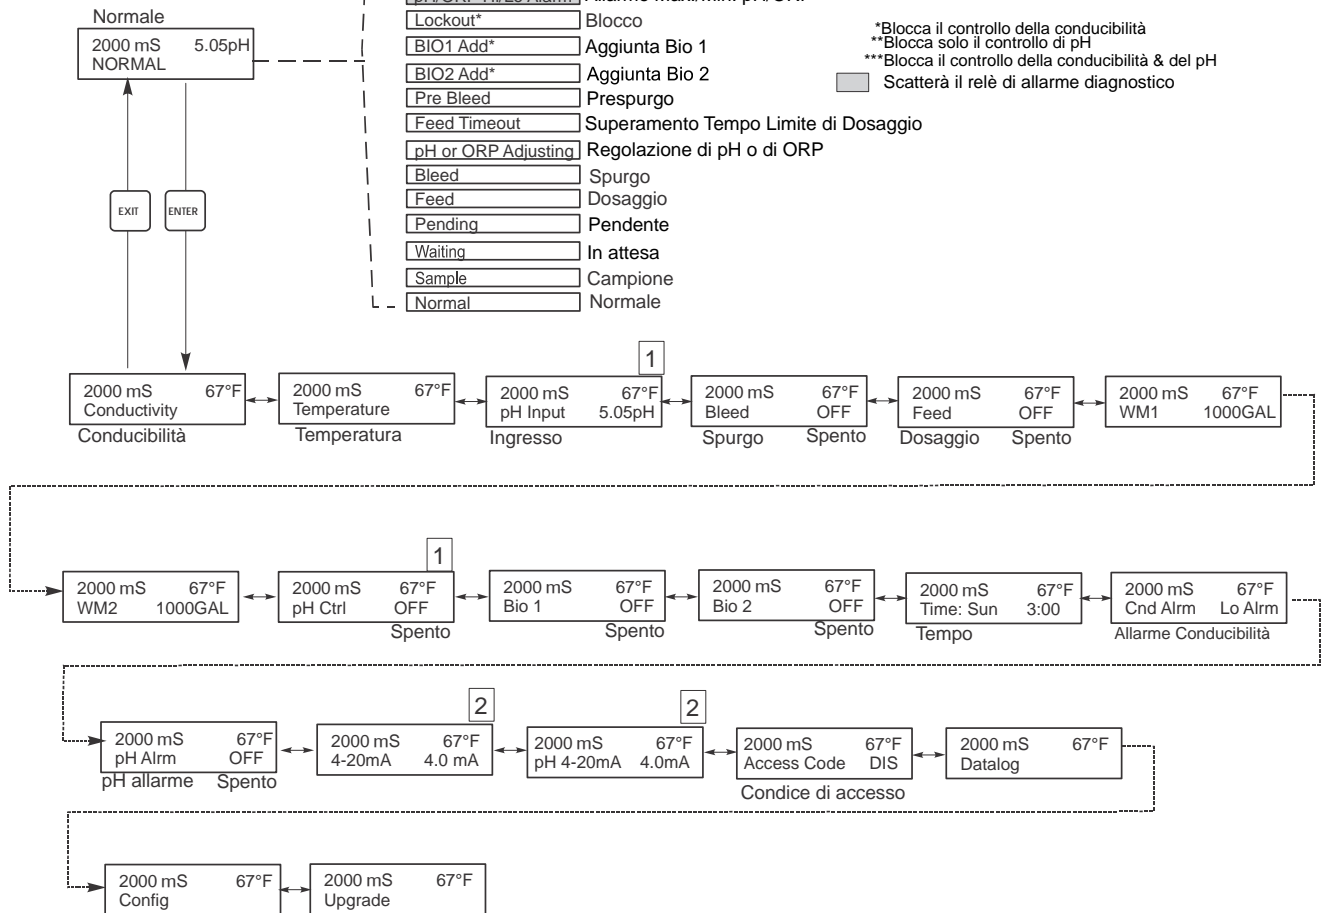 pH/ORP Hi/Lo Alarm Allarme Maxi/Min. pH/ORP
Normale
2000 mS 5.05pH
NORMAL
Lockout* Blocco
BIO1 Add* Aggiunta Bio 1
BIO2 Add* Aggiunta Bio 2
Pre Bleed Prespurgo
Feed Timeout Superamento Tempo Limite di Dosaggio
pH or ORP Adjusting Regolazione di pH o di ORP
Bleed Spurgo
Feed Dosaggio
Pending Pendente
Waiting In attesa
Sample Campione
Normal Normale
*Blocca il controllo della conducibilità
**Blocca solo il controllo di pH
***Blocca il controllo della conducibilità & del pH
Scatterà il relè di allarme diagnostico
EXIT
ENTER
1
2000 mS 67°F
Conductivity
Conducibilità
2000 mS 67°F
Temperature
Temperatura
2000 mS 67°F
pH Input 5.05pH
Ingresso
2000 mS 67°F
Bleed OFF
Spurgo Spento
2000 mS 67°F
Feed OFF
Dosaggio Spento
2000 mS 67°F
WM1 1000GAL
1
2000 mS 67°F
WM2 1000GAL
2000 mS 67°F
pH Ctrl OFF
Spento
2000 mS 67°F
Bio 1 OFF
Spento
2000 mS 67°F
Bio 2 OFF
Spento
2000 mS 67°F
Time: Sun 3:00
Tempo
2000 mS 67°F
Cnd Alrm Lo Alrm
Allarme Conducibilità
2
2
2000 mS 67°F
pH Alrm OFF
pH allarme Spento
2000 mS 67°F
4-20mA 4.0 mA
2000 mS 67°F
pH 4-20mA 4.0mA
2000 mS 67°F
Access Code DIS
Condice di accesso
2000 mS 67°F
Datalog
2000 mS 67°F
Config
2000 mS 67°F
Upgrade